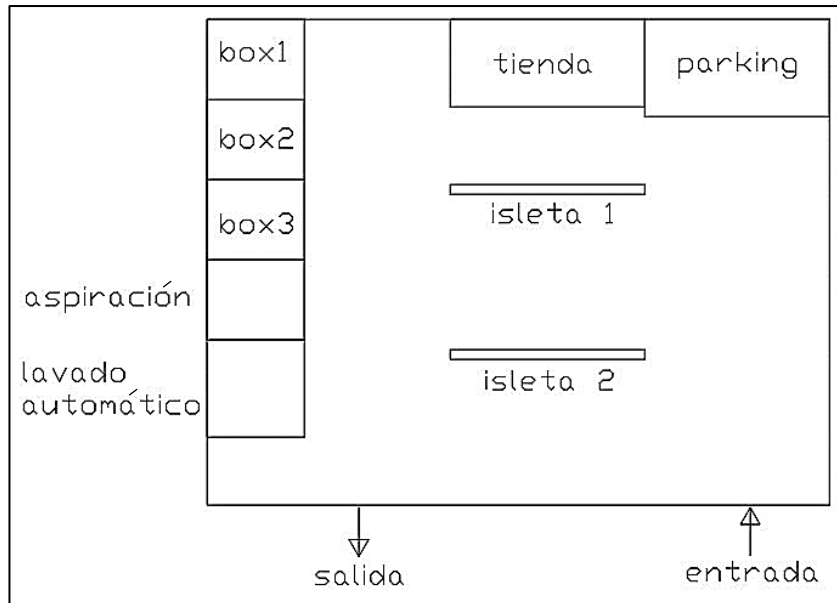 box1
tienda
parking
box2
box3
isleta 1
aspiración
lavado
automático
isleta 2
salida
entrada